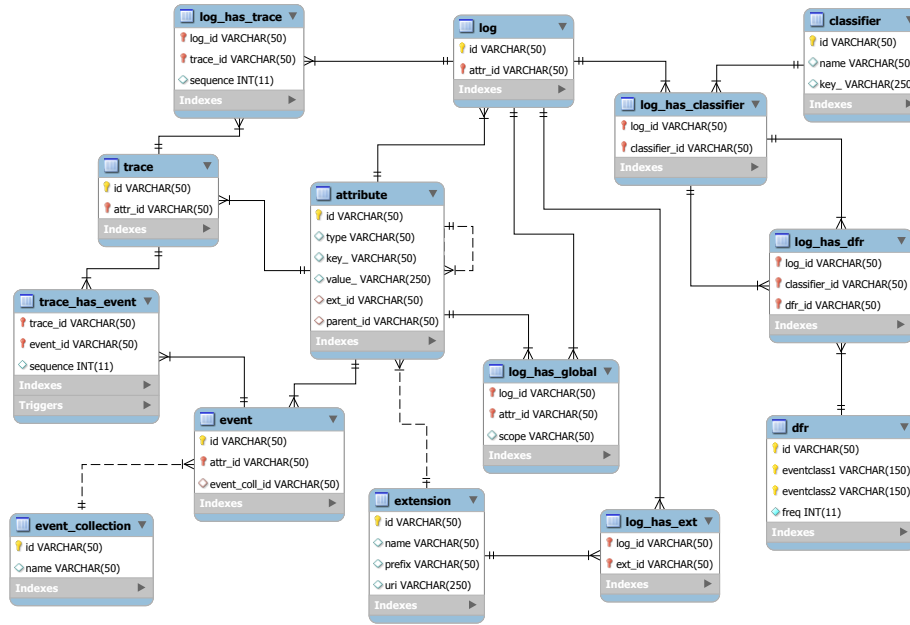 log_has_trace
log_id VARCHAR(50)
trace_id VARCHAR(50)
sequence INT(11)
Indexes
log
id VARCHAR(50)
attr_id VARCHAR(50)
Indexes
classifier
id VARCHAR(50)
name VARCHAR(50
key_ VARCHAR(250
Indexes
log_has_classifier
log_id VARCHAR(50)
classifier_id VARCHAR(50)
Indexes
trace
id VARCHAR(50)
attr_id VARCHAR(50)
Indexes
attribute
id VARCHAR(50)
type VARCHAR(50)
key_ VARCHAR(50)
value_ VARCHAR(250)
ext_id VARCHAR(50)
parent_id VARCHAR(50)
Indexes
log_has_dfr
log_id VARCHAR(50)
classifier_id VARCHAR(50)
dfr_id VARCHAR(50)
Indexes
trace_has_event
trace_id VARCHAR(50)
event_id VARCHAR(50)
sequence INT(11)
Indexes
Triggers
log_has_global
log_id VARCHAR(50)
attr_id VARCHAR(50)
scope VARCHAR(50)
Indexes
event
id VARCHAR(50)
attr_id VARCHAR(50)
event_coll_id VARCHAR(50)
Indexes
dfr
id VARCHAR(50)
eventclass1 VARCHAR(150)
eventclass2 VARCHAR(150)
freq INT(11)
Indexes
extension
id VARCHAR(50)
name VARCHAR(50)
prefix VARCHAR(50)
uri VARCHAR(250)
Indexes
event_collection
id VARCHAR(50)
name VARCHAR(50)
Indexes
log_has_ext
log_id VARCHAR(50)
ext_id VARCHAR(50)
Indexes